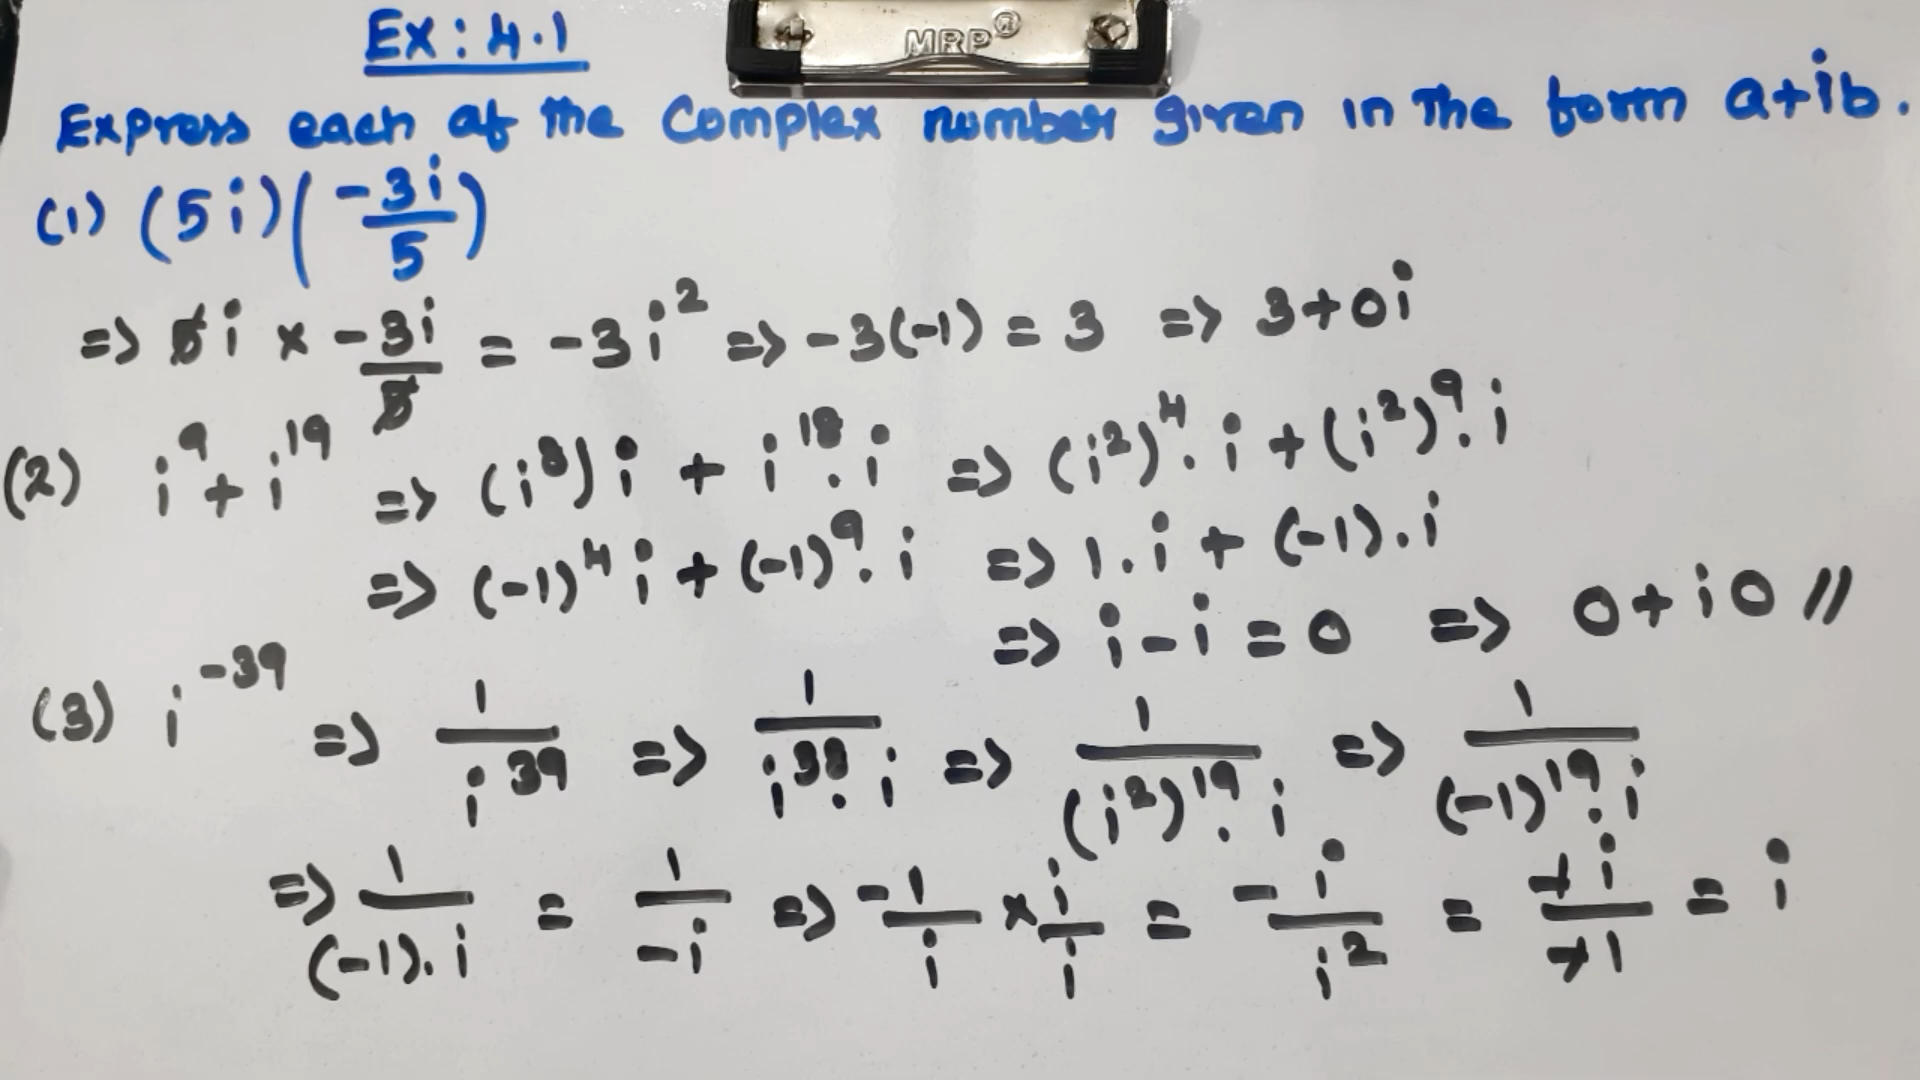 MRP®
Ex: 4.1
Express each of the Complex number given in the form a+ib.
(1) (5i)(-3i/5)
=> 5i × -3i/5 = -3i² => -3(-1) = 3 => 3+0i
(2) i⁹+i¹⁹ => (i⁸)i + i¹⁸.i => (i²)⁴.i + (i²)⁹.i
=> (-1)⁴i + (-1)⁹.i => 1.i + (-1).i
=> i-i = 0 => 0+i0 //
(3) i⁻³⁹ => 1/i³⁹ => 1/i³⁸.i => 1/(i²)¹⁹.i => 1/(-1)¹⁹.i
=> 1/(-1).i = 1/-i => -1/i × i/i = -i/i² = -i/-1 = i